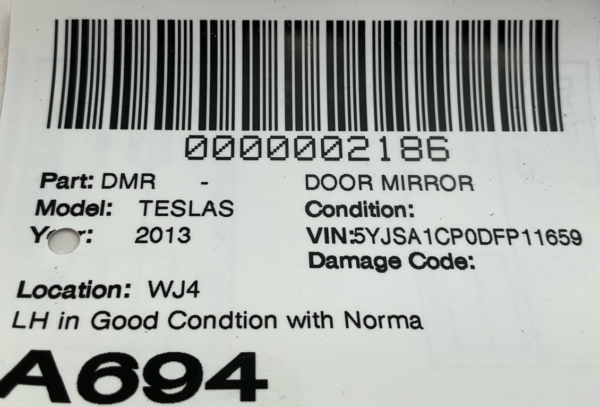 0000002186
Part: DMR - DOOR MIRROR
Model: TESLAS Condition:
Year: 2013 VIN:5YJSA1CP0DFP11659
Damage Code:
Location: WJ4
LH in Good Condtion with Norma
A694